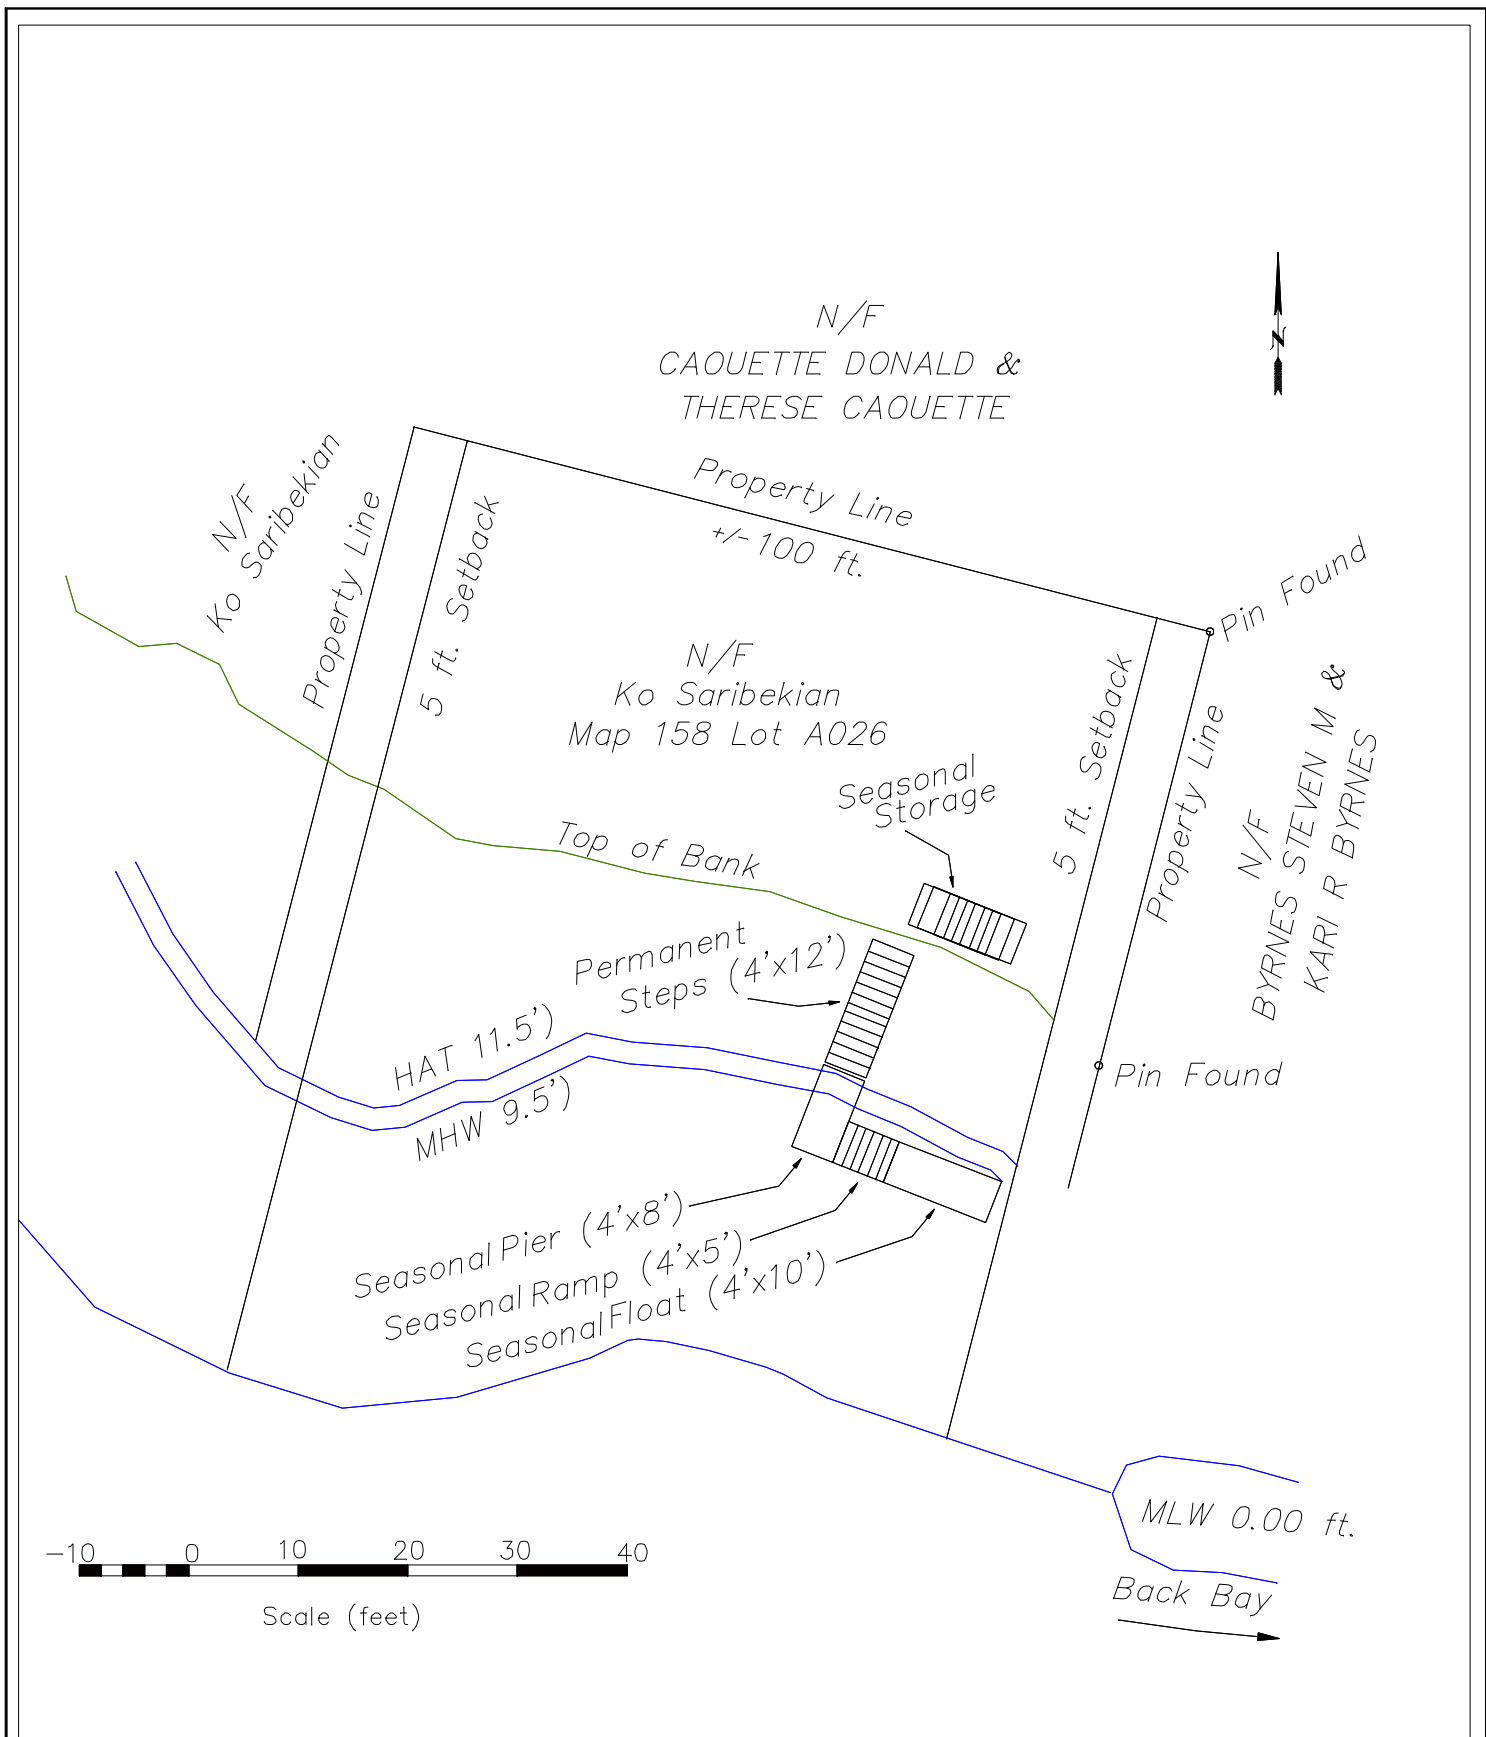 N/F
CAOUETTE DONALD &
THERESE CAOUETTE
N
N/F
Ko Saribekian
Property Line
5 ft. Setback
Property Line
+/-100 ft.
Pin Found
N/F
Ko Saribekian
Map 158 Lot A026
Seasonal
Storage
5 ft. Setback
Property Line
N/F
BYRNES STEVEN M &
KARI R BYRNES
Top of Bank
Permanent
Steps (4'x12')
HAT 11.5')
MHW 9.5')
Pin Found
Seasonal Pier (4'x8')
Seasonal Ramp (4'x5')
Seasonal Float (4'x10')
MLW 0.00 ft.
Back Bay
-10 0 10 20 30 40
Scale (feet)